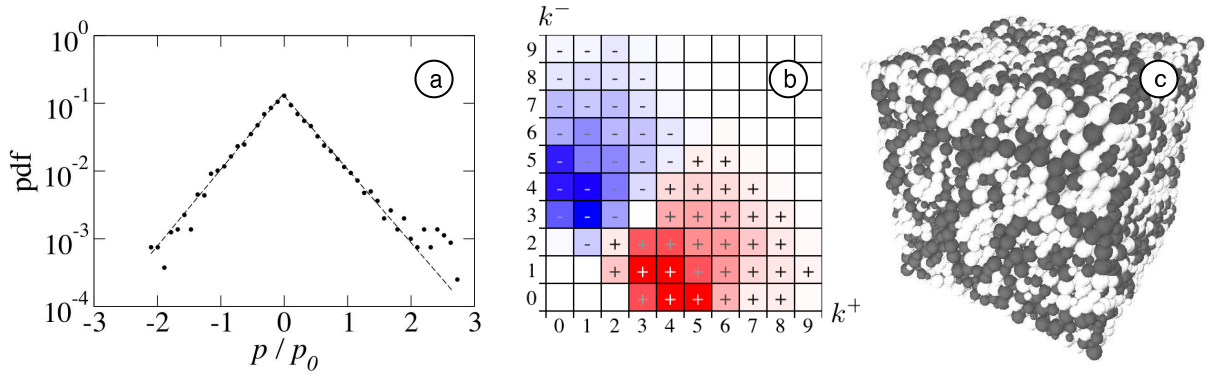 10^0
10^-1
10^-2
10^-3
10^-4
pdf
-3 -2 -1 0 1 2 3
p / p_0
a
k^-
9 - - -
8 - - - -
7 - - - -
6 - - - - -
5 - - - - - + +
4 - - - - + + + +
3 - - - + + + + +
2 - + + + + + + +
1 + + + + + + + +
0 + + + + + +
0 1 2 3 4 5 6 7 8 9
k^+
b
c